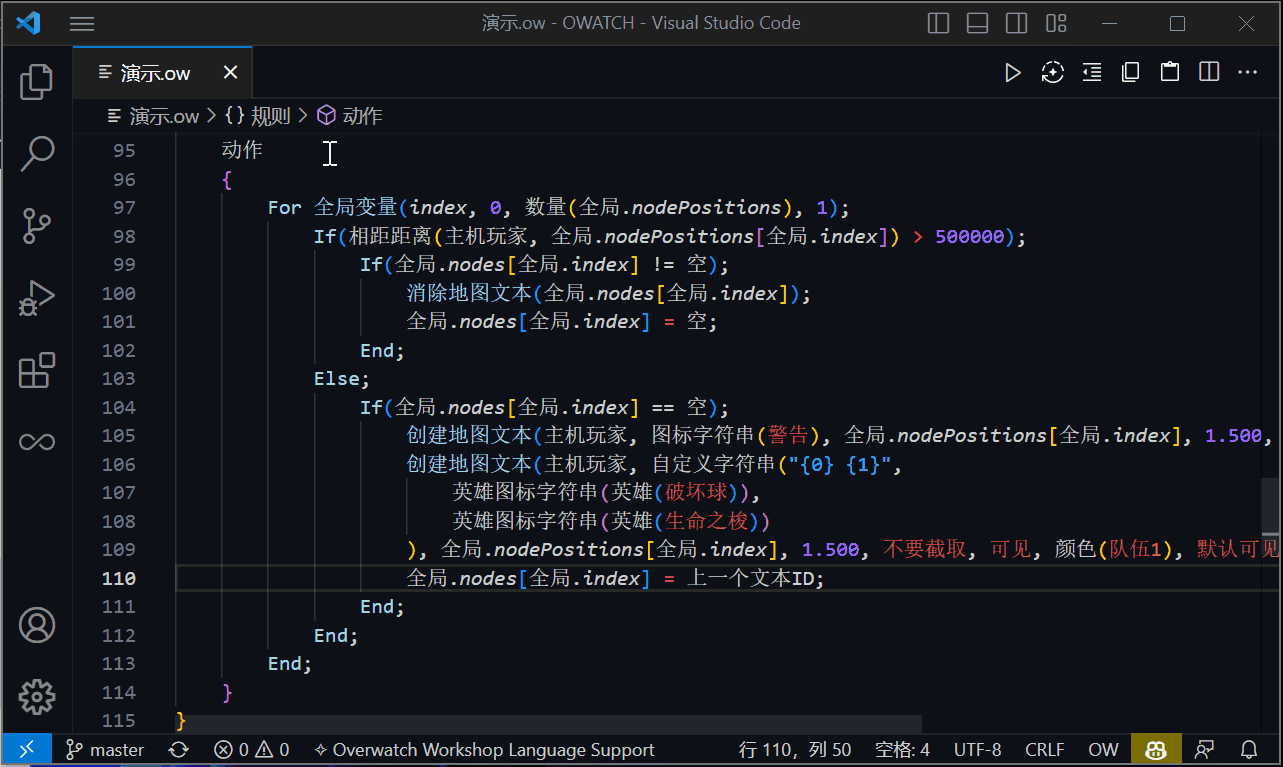 演示.ow - OWATCH - Visual Studio Code
演示.ow
演示.ow > {} 规则 > 动作
95 动作
96 {
97 For 全局变量(index, 0, 数量(全局.nodePositions), 1);
98 If(相距距离(主机玩家, 全局.nodePositions[全局.index]) > 500000);
99 If(全局.nodes[全局.index] != 空);
100 消除地图文本(全局.nodes[全局.index]);
101 全局.nodes[全局.index] = 空;
102 End;
103 Else;
104 If(全局.nodes[全局.index] == 空);
105 创建地图文本(主机玩家, 图标字符串(警告), 全局.nodePositions[全局.index], 1.500,
106 创建地图文本(主机玩家, 自定义字符串("{0} {1}",
107 英雄图标字符串(英雄(破坏球)),
108 英雄图标字符串(英雄(生命之梭))
109 ), 全局.nodePositions[全局.index], 1.500, 不要截取, 可见, 颜色(队伍1), 默认可见
110 全局.nodes[全局.index] = 上一个文本ID;
111 End;
112 End;
113 End;
114 }
115 }
master 0 0 Overwatch Workshop Language Support 行 110，列 50 空格: 4 UTF-8 CRLF OW